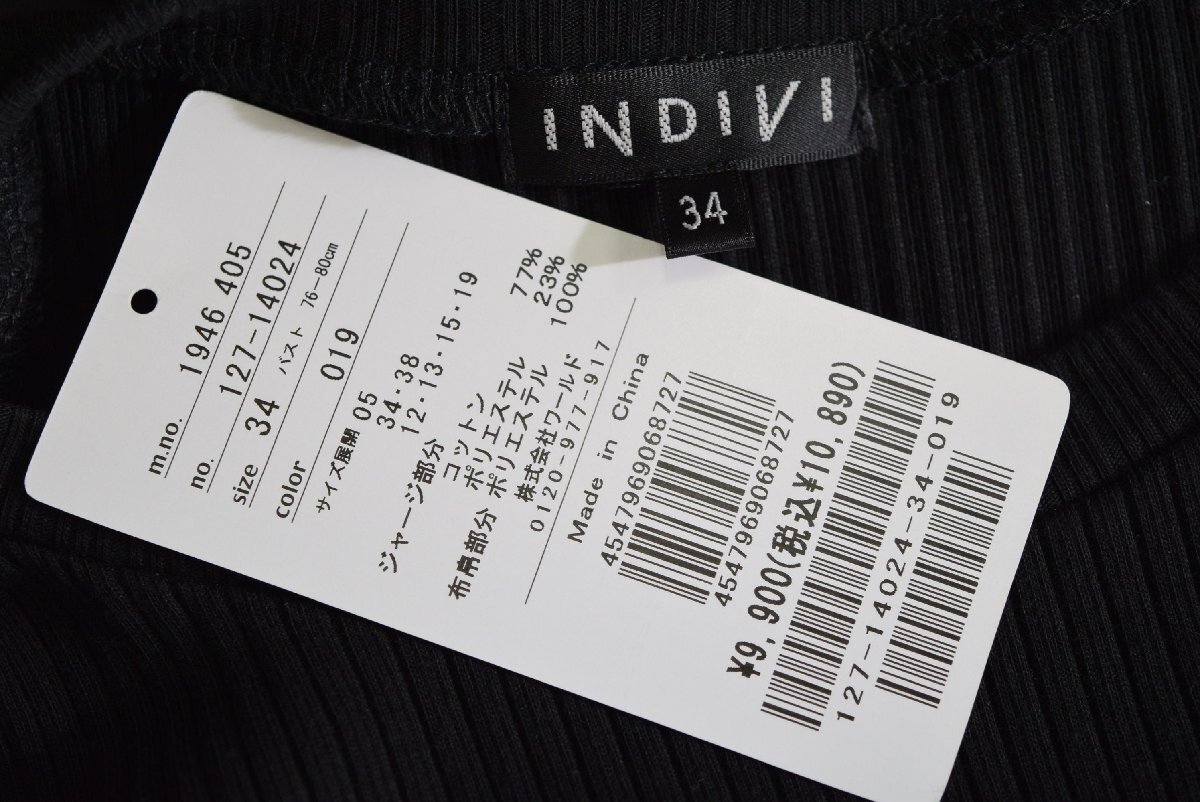 INDIVI
34
m.no. 1946 405
no. 127-14024
size 34 バスト 76-80cm
color 019
サイズ展開 05
34・38
12・13・15・19
ジャージ部分
コットン 77%
ポリエステル 23%
布帛部分 ポリエステル 100%
株式会社ワールド
0120-977-917
Made in China
4547969068727
4547969068727
¥9,900(税込¥10,890)
127-14024-34-019